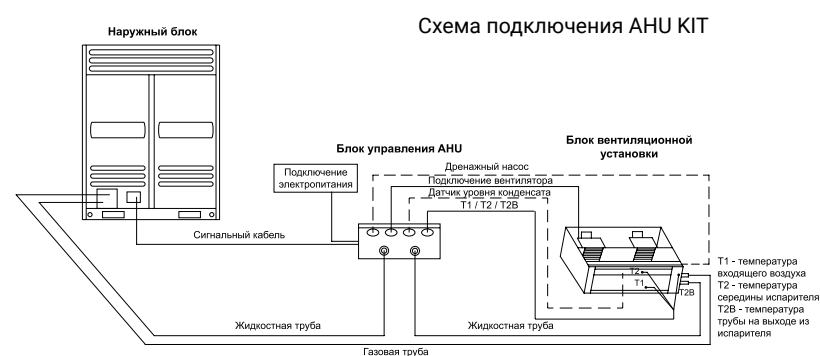 Схема подключения AHU KIT
Наружный блок
Блок управления AHU
Блок вентиляционной
установки
Подключение
электропитания
Дренажный насос
Подключение вентилятора
Датчик уровня конденсата
T1 / T2 / T2B
Сигнальный кабель
T2
T1
T2B
T1 - температура
входящего воздуха
T2 - температура
середины испарителя
T2B - температура
трубы на выходе из
испарителя
Жидкостная труба
Жидкостная труба
Газовая труба